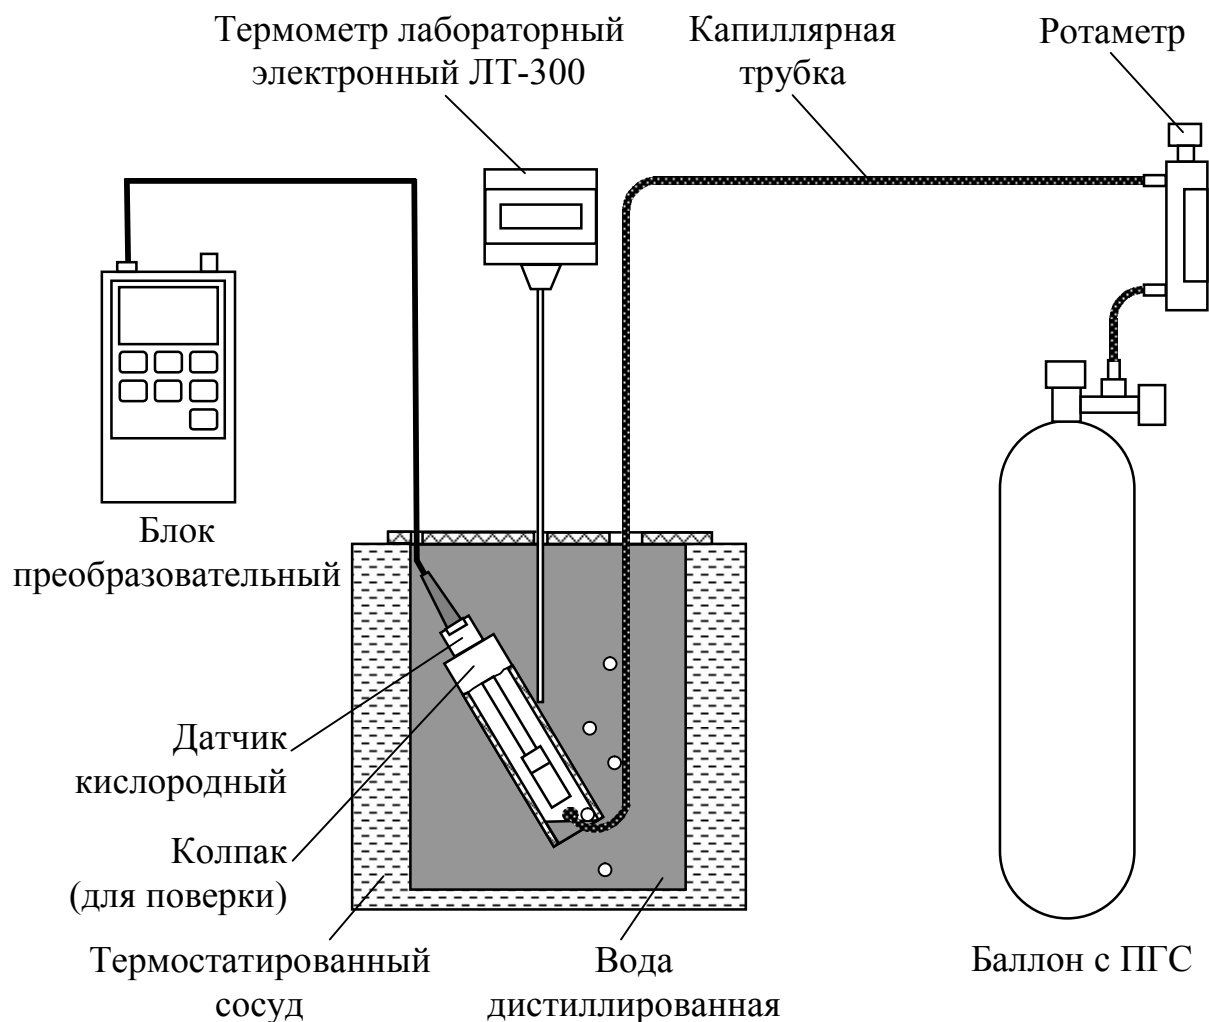 Термометр лабораторный
электронный ЛТ-300
Капиллярная
трубка
Ротаметр
Блок
преобразовательный
Датчик
кислородный
Колпак
(для поверки)
Термостатированный
сосуд
Вода
дистиллированная
Баллон с ПГС